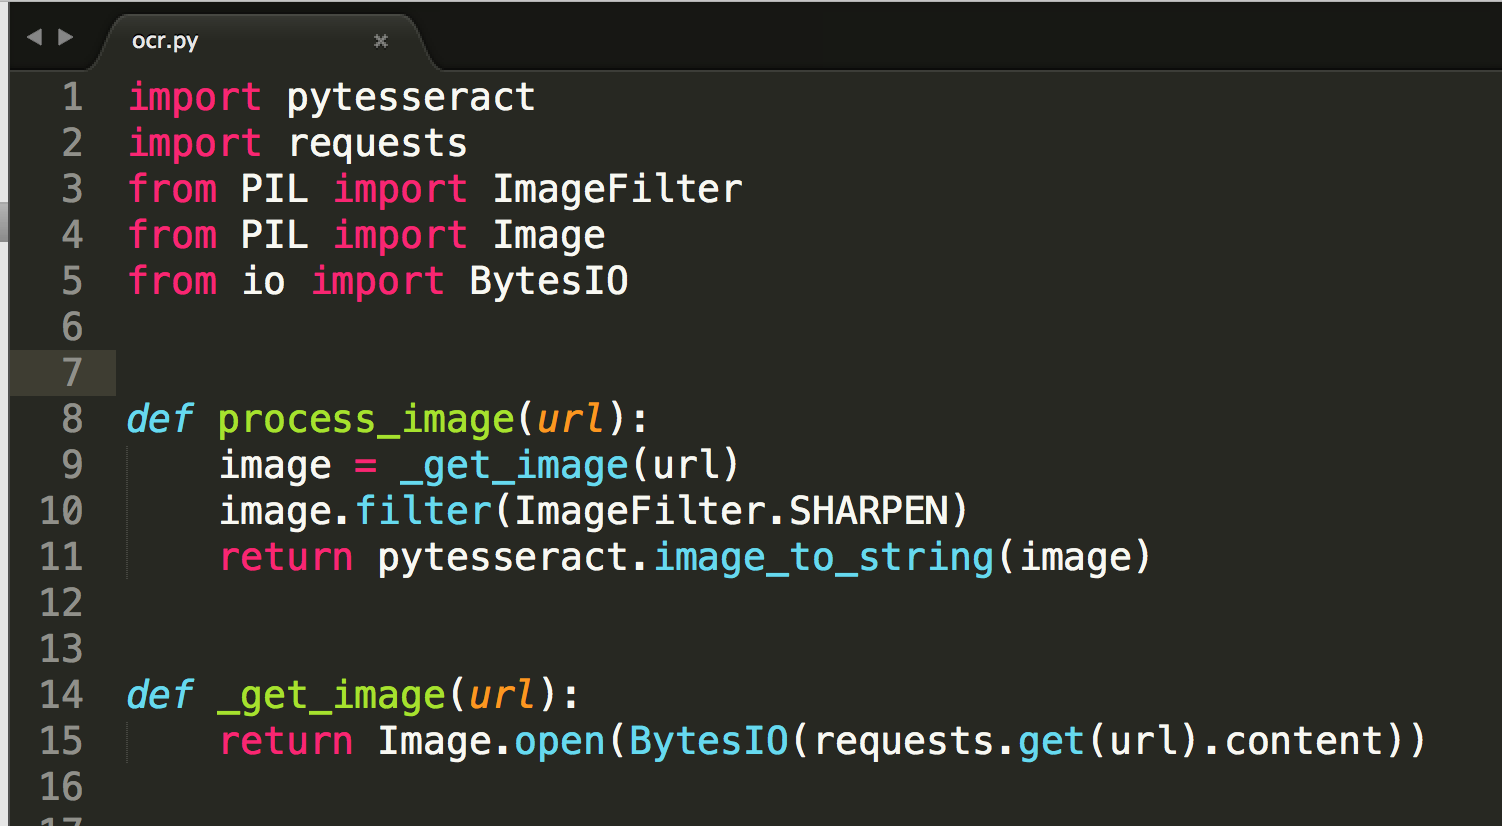 ocr.py
1 import pytesseract
2 import requests
3 from PIL import ImageFilter
4 from PIL import Image
5 from io import BytesIO
6
7
8 def process_image(url):
9     image = _get_image(url)
10     image.filter(ImageFilter.SHARPEN)
11     return pytesseract.image_to_string(image)
12
13
14 def _get_image(url):
15     return Image.open(BytesIO(requests.get(url).content))
16
17